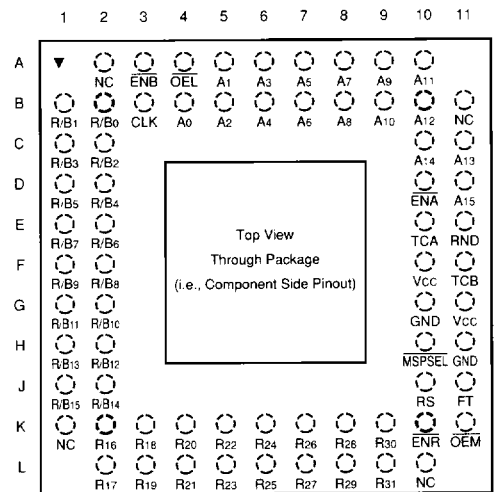 1 2 3 4 5 6 7 8 9 10 11
A
NC ENB OEL A1 A3 A5 A7 A9 A11
B
R/B1 R/B0 CLK A0 A2 A4 A6 A8 A10 A12 NC
C
R/B3 R/B2 A14 A13
D
R/B5 R/B4 ENA A15
E
R/B7 R/B6 TCA RND
F
R/B9 R/B8 VCC TCB
G
R/B11 R/B10 GND VCC
H
R/B13 R/B12 MSPSEL GND
J
R/B15 R/B14 RS FT
K
NC R16 R18 R20 R22 R24 R26 R28 R30 ENR OEM
L
R17 R19 R21 R23 R25 R27 R29 R31 NC
Top View
Through Package
(i.e., Component Side Pinout)